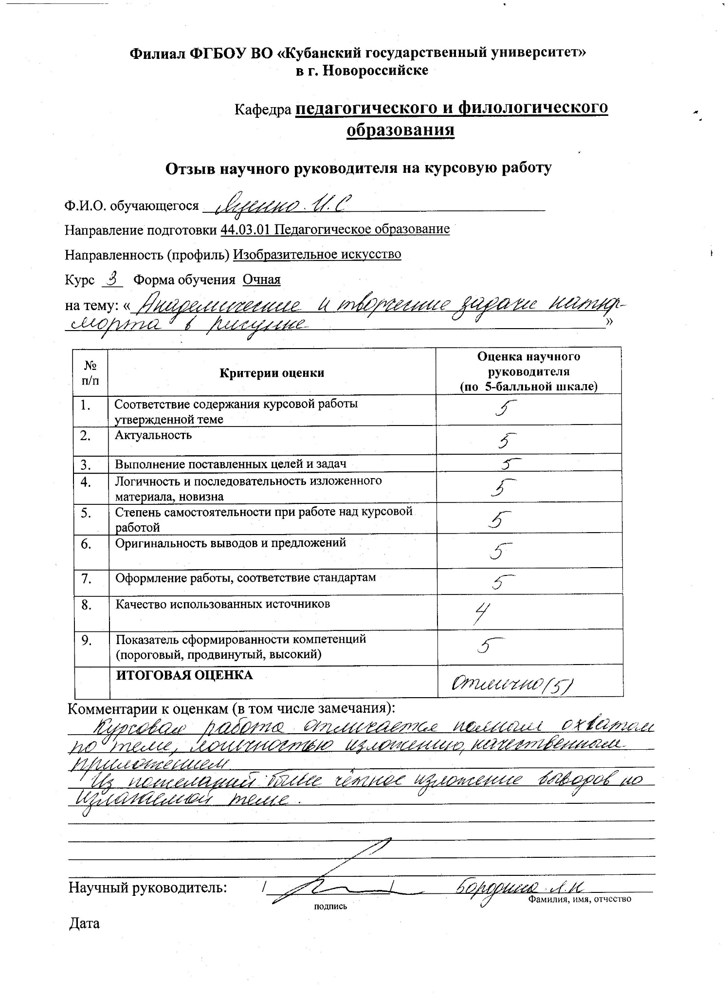 Филиал ФГБОУ ВО «Кубанский государственный университет»
в г. Новороссийске
Кафедра педагогического и филологического
образования
Отзыв научного руководителя на курсовую работу
Ф.И.О. обучающегося Яценко И.С
Направление подготовки 44.03.01 Педагогическое образование
Направленность (профиль) Изобразительное искусство
Курс 3 Форма обучения Очная
на тему: « Академические и творческие задачи натюр-
морта в рисунке »
№ п/п Критерии оценки Оценка научного руководителя (по 5-балльной шкале)
1. Соответствие содержания курсовой работы 5
утвержденной теме
2. Актуальность 5
3. Выполнение поставленных целей и задач 5
4. Логичность и последовательность изложенного 5
материала, новизна
5. Степень самостоятельности при работе над курсовой 5
работой
6. Оригинальность выводов и предложений 5
7. Оформление работы, соответствие стандартам 5
8. Качество использованных источников 4
9. Показатель сформированности компетенций 5
(пороговый, продвинутый, высокий)
ИТОГОВАЯ ОЦЕНКА отлично (5)
Комментарии к оценкам (в том числе замечания):
Курсовая работа отличается полным охватом
по теме, логичностью изложению, качественным
приложением
Из пожеланий: более чёткое изложение выводов по
излагаемой теме.
Научный руководитель: Бородина Л.Н
Фамилия, имя, отчество
подпись
Дата